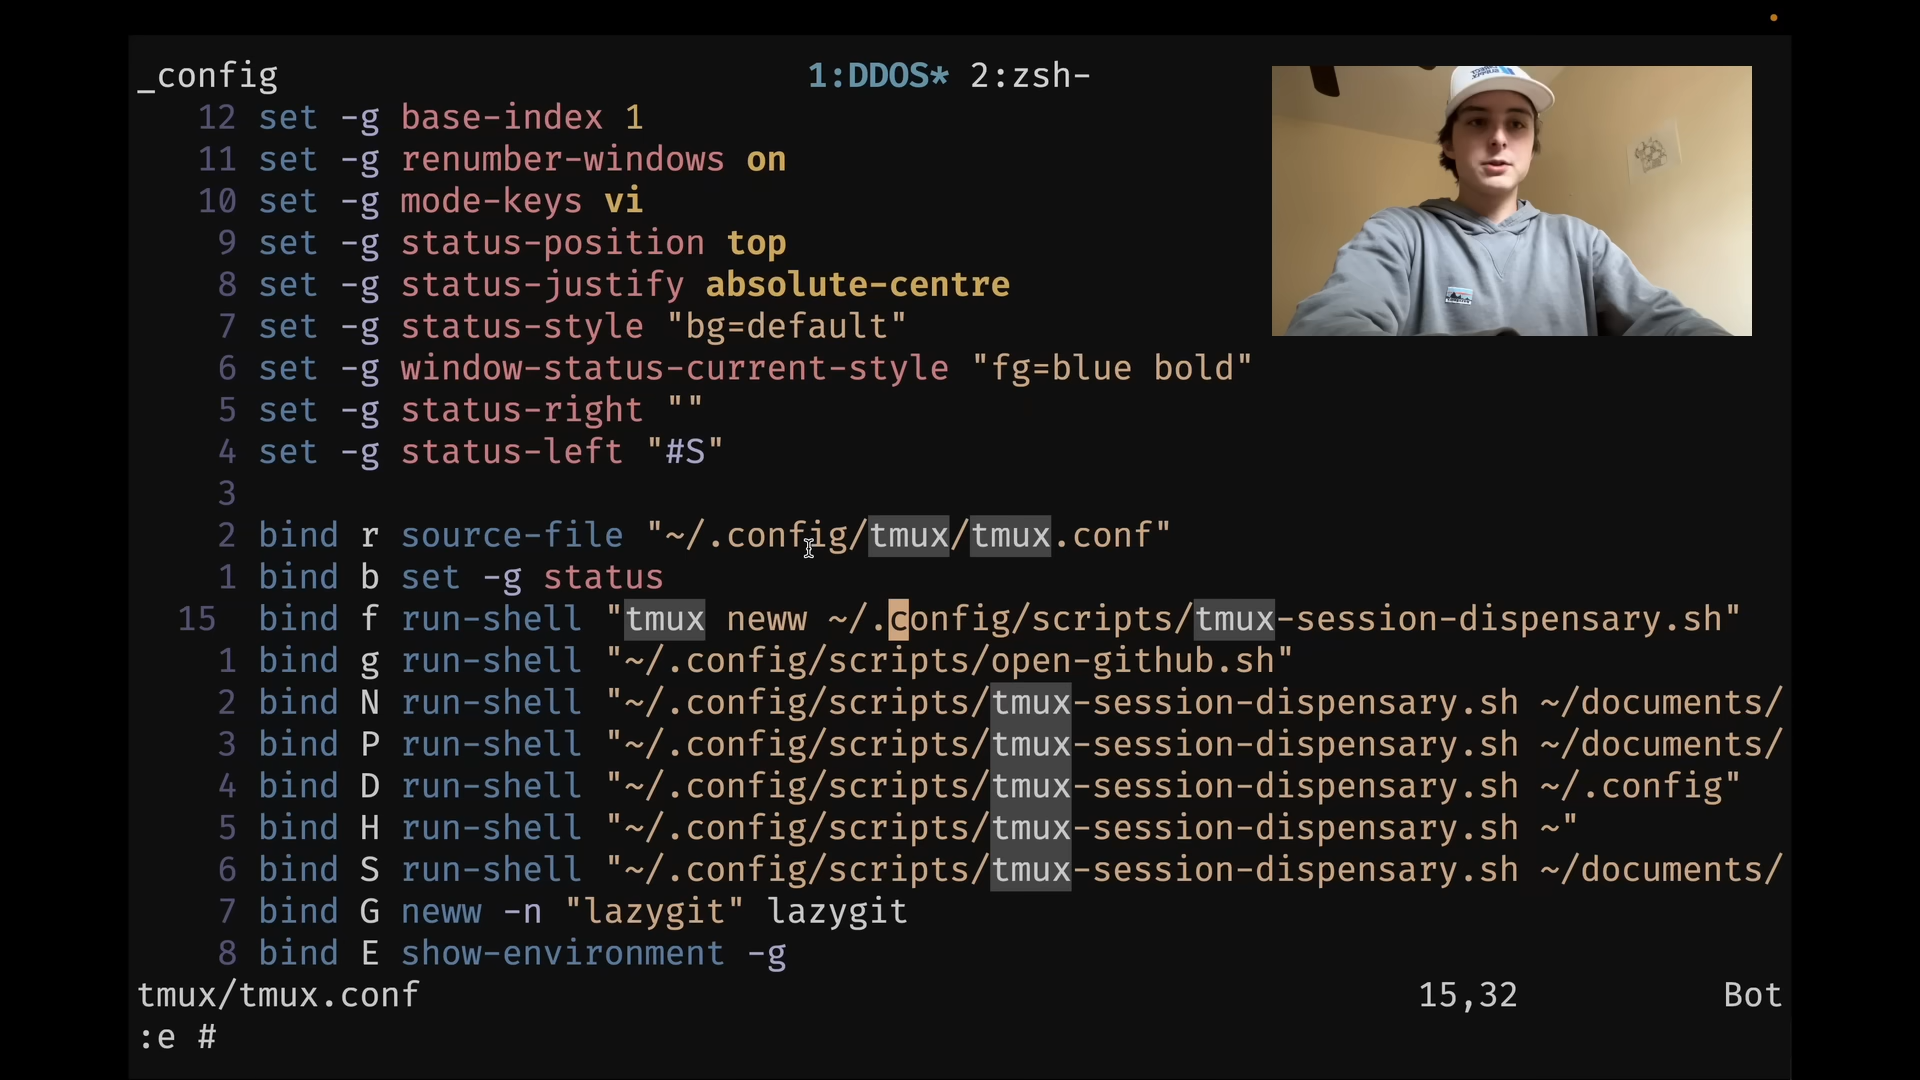 _config 1:DDOS* 2:zsh-
12 set -g base-index 1
11 set -g renumber-windows on
10 set -g mode-keys vi
9 set -g status-position top
8 set -g status-justify absolute-centre
7 set -g status-style "bg=default"
6 set -g window-status-current-style "fg=blue bold"
5 set -g status-right ""
4 set -g status-left "#S"
3
2 bind r source-file "~/.config/tmux/tmux.conf"
1 bind b set -g status
15 bind f run-shell "tmux neww ~/.config/scripts/tmux-session-dispensary.sh"
1 bind g run-shell "~/.config/scripts/open-github.sh"
2 bind N run-shell "~/.config/scripts/tmux-session-dispensary.sh ~/documents/
3 bind P run-shell "~/.config/scripts/tmux-session-dispensary.sh ~/documents/
4 bind D run-shell "~/.config/scripts/tmux-session-dispensary.sh ~/.config"
5 bind H run-shell "~/.config/scripts/tmux-session-dispensary.sh ~"
6 bind S run-shell "~/.config/scripts/tmux-session-dispensary.sh ~/documents/
7 bind G neww -n "lazygit" lazygit
8 bind E show-environment -g
tmux/tmux.conf 15,32 Bot
:e #